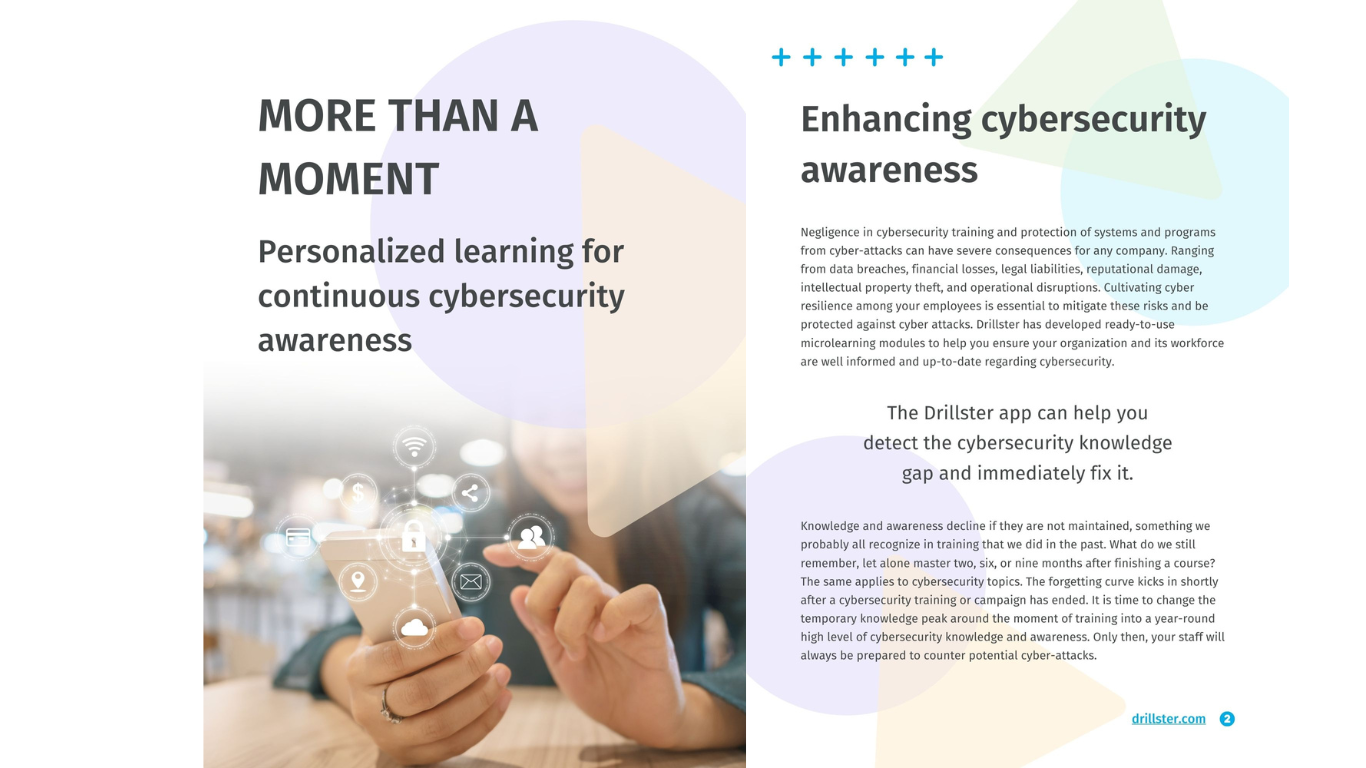 MORE THAN A
MOMENT
Personalized learning for
continuous cybersecurity
awareness
Enhancing cybersecurity
awareness
Negligence in cybersecurity training and protection of systems and programs
from cyber-attacks can have severe consequences for any company. Ranging
from data breaches, financial losses, legal liabilities, reputational damage,
intellectual property theft, and operational disruptions. Cultivating cyber
resilience among your employees is essential to mitigate these risks and be
protected against cyber attacks. Drillster has developed ready-to-use
microlearning modules to help you ensure your organization and its workforce
are well informed and up-to-date regarding cybersecurity.
The Drillster app can help you
detect the cybersecurity knowledge
gap and immediately fix it.
Knowledge and awareness decline if they are not maintained, something we
probably all recognize in training that we did in the past. What do we still
remember, let alone master two, six, or nine months after finishing a course?
The same applies to cybersecurity topics. The forgetting curve kicks in shortly
after a cybersecurity training or campaign has ended. It is time to change the
temporary knowledge peak around the moment of training into a year-round
high level of cybersecurity knowledge and awareness. Only then, your staff will
always be prepared to counter potential cyber-attacks.
drillster.com 2